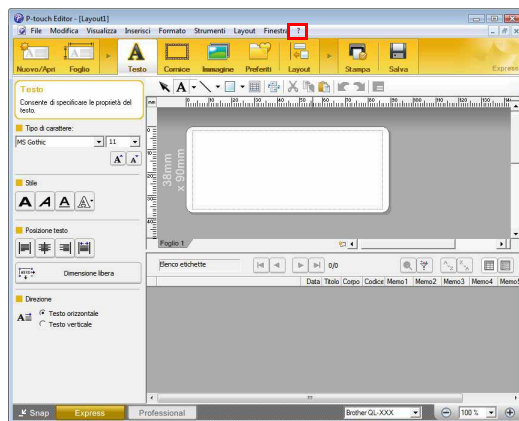 P-touch Editor - [Layout1]
File Modifica Visualizza Inserisci Formato Strumenti Layout Finestra ?
Nuovo/Apri Foglio Testo Cornice Immagine Preferiti Layout Stampa Salva Express
Testo
Consente di specificare le proprietà del
testo.
Tipo di carattere:
MS Gothic 11
Stile
Posizione testo
Dimensione libera
Direzione
Testo orizzontale
Testo verticale
38mm
x 90mm
Foglio 1
Elenco etichette 0/0
Data Titolo Corpo Codice Memo1 Memo2 Memo3 Memo4 Memo5
Snap Express Professional Brother QL-XXX 100 %